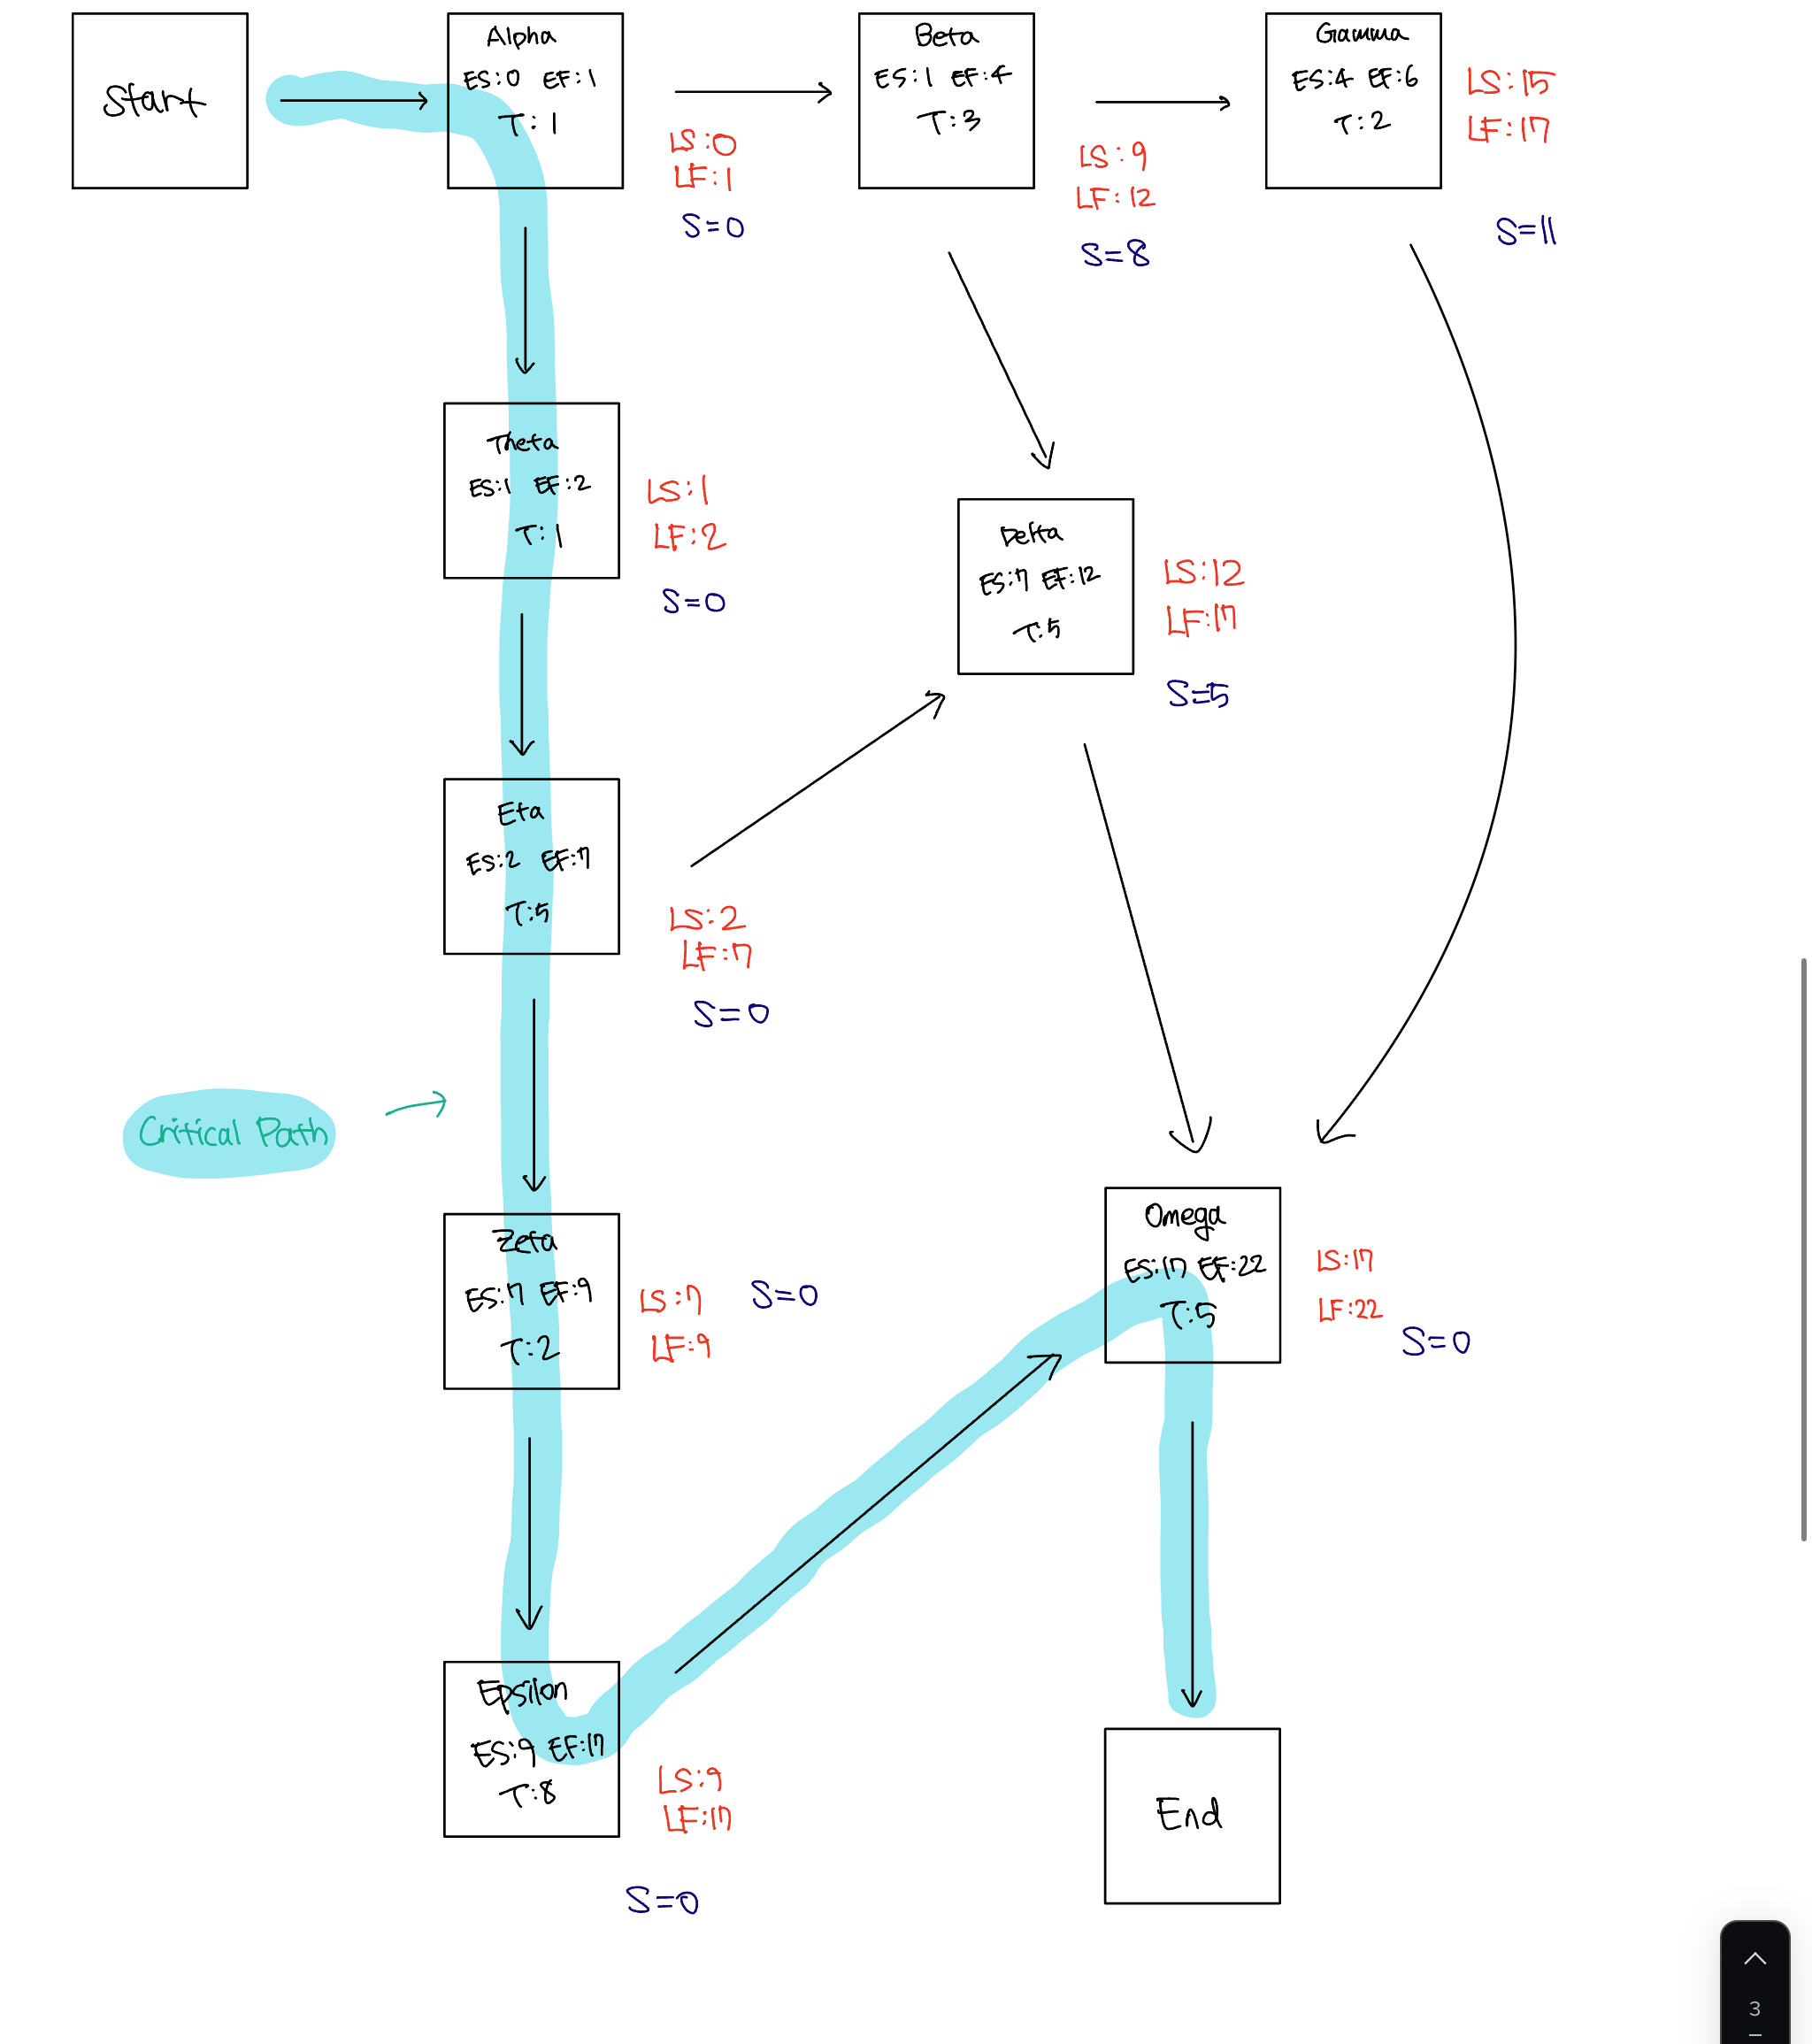 Start
Alpha
ES:0 EF:1
T:1
LS:0
LF:1
S=0
Beta
ES:1 EF:4
T:3
LS:9
LF:12
S=8
Gamma
ES:4 EF:6
T:2
LS:15
LF:17
S=11
Theta
ES:1 EF:2
T:1
LS:1
LF:2
S=0
Delta
ES:7 EF:12
T:5
LS:12
LF:17
S=5
Eta
ES:2 EF:7
T:5
LS:2
LF:7
S=0
Critical Path
Zeta
ES:7 EF:9
T:2
LS:7
LF:9
S=0
Omega
ES:17 EF:22
T:5
LS:17
LF:22
S=0
Epsilon
ES:9 EF:17
T:8
LS:9
LF:17
S=0
End
3